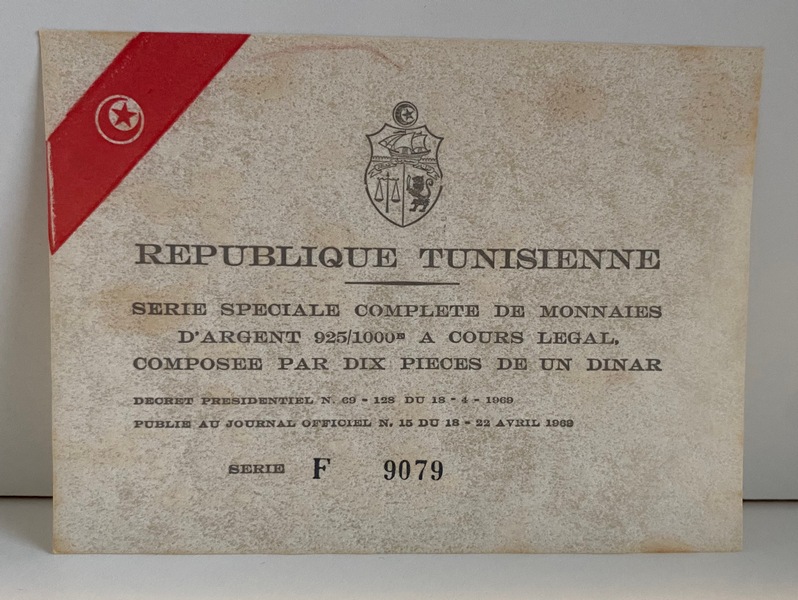 REPUBLIQUE TUNISIENNE
SERIE SPECIALE COMPLETE DE MONNAIES
D'ARGENT 925/1000ᵐ A COURS LEGAL,
COMPOSEE PAR DIX PIECES DE UN DINAR
DECRET PRESIDENTIEL N. 69 - 128 DU 18 - 4 - 1969
PUBLIE AU JOURNAL OFFICIEL N. 15 DU 18 - 22 AVRIL 1969
SERIE F 9079